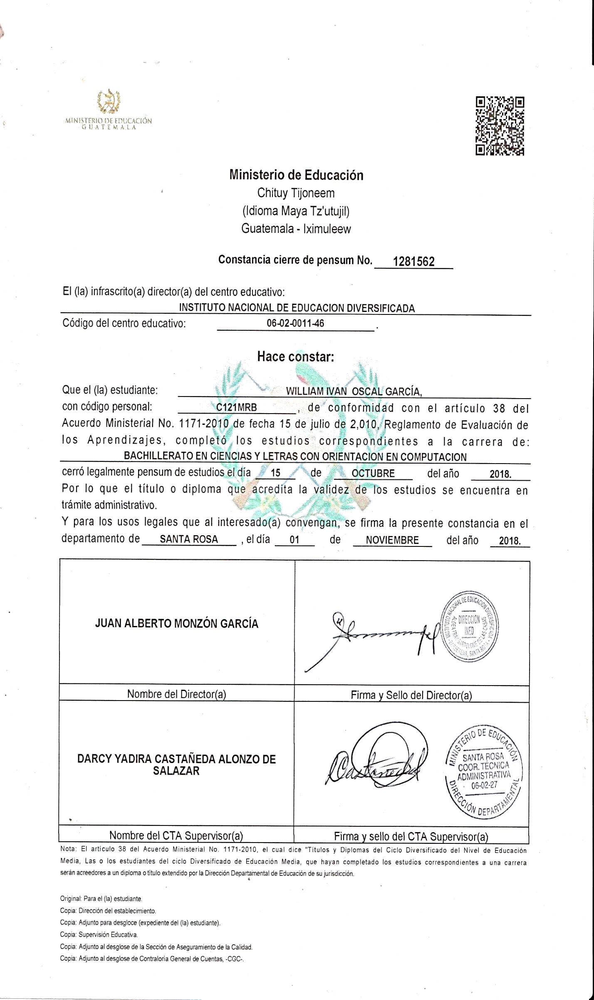 MINISTERIO DE EDUCACIÓN
GUATEMALA
Ministerio de Educación
Chituy Tijoneem
(Idioma Maya Tz'utujil)
Guatemala - Iximuleew
Constancia cierre de pensum No. 1281562
El (la) infrascrito(a) director(a) del centro educativo:
INSTITUTO NACIONAL DE EDUCACION DIVERSIFICADA
Código del centro educativo: 06-02-0011-46 .
Hace constar:
Que el (la) estudiante: WILLIAM IVAN OSCAL GARCÍA,
con código personal: C121MRB , de conformidad con el artículo 38 del
Acuerdo Ministerial No. 1171-2010 de fecha 15 de julio de 2,010, Reglamento de Evaluación de
los Aprendizajes, completó los estudios correspondientes a la carrera de:
BACHILLERATO EN CIENCIAS Y LETRAS CON ORIENTACION EN COMPUTACION
cerró legalmente pensum de estudios el día 15 de OCTUBRE del año 2018.
Por lo que el título o diploma que acredita la validez de los estudios se encuentra en
trámite administrativo.
Y para los usos legales que al interesado(a) convengan, se firma la presente constancia en el
departamento de SANTA ROSA , el día 01 de NOVIEMBRE del año 2018.
JUAN ALBERTO MONZÓN GARCÍA
INSTITUTO NACIONAL DE EDUCACION DIVERSIFICADA
DIRECCION
INED
ALDEA FRAY BARTOLOME DE LAS CASAS
BARBERENA, SANTA ROSA
Nombre del Director(a) Firma y Sello del Director(a)
DARCY YADIRA CASTAÑEDA ALONZO DE
SALAZAR
MINISTERIO DE EDUCACIÓN
SANTA ROSA
COOR. TECNICA
ADMINISTRATIVA
06-02-27
DIRECCIÓN DEPARTAMENTAL
Nombre del CTA Supervisor(a) Firma y sello del CTA Supervisor(a)
Nota: El artículo 38 del Acuerdo Ministerial No. 1171-2010, el cual dice "Títulos y Diplomas del Ciclo Diversificado del Nivel de Educación
Media, Las o los estudiantes del ciclo Diversificado de Educación Media, que hayan completado los estudios correspondientes a una carrera
serán acreedores a un diploma o título extendido por la Dirección Departamental de Educación de su jurisdicción.
Original: Para el (la) estudiante.
Copia: Dirección del establecimiento.
Copia: Adjunto para desgloce (expediente del (la) estudiante).
Copia: Supervisión Educativa.
Copia: Adjunto al desglose de la Sección de Aseguramiento de la Calidad.
Copia: Adjunto al desglose de Contraloría General de Cuentas, -CGC-.